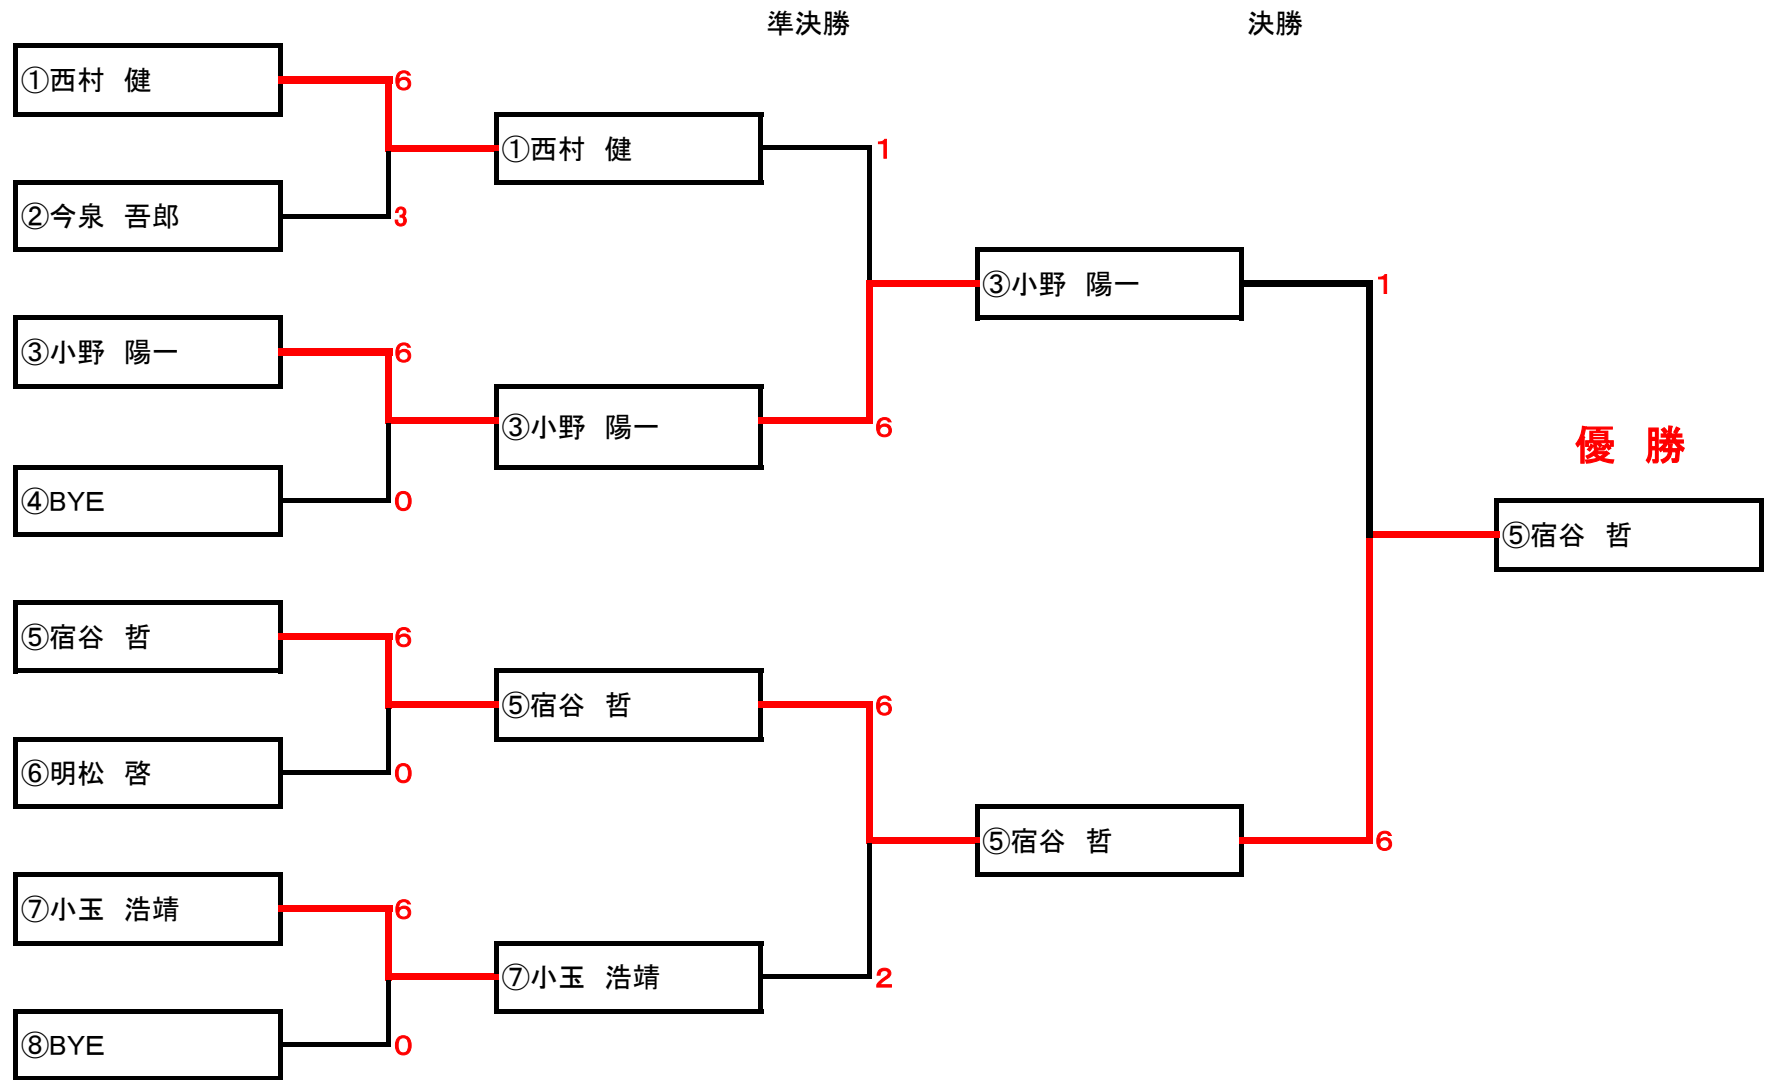 準決勝
決勝
①西村　健
6
①西村　健
1
②今泉　吾郎
3
③小野　陽一
1
③小野　陽一
6
③小野　陽一
6
④BYE
0
優　勝
⑤宿谷　哲
⑤宿谷　哲
6
⑤宿谷　哲
6
⑥明松　啓
0
⑤宿谷　哲
6
⑦小玉　浩靖
6
⑦小玉　浩靖
2
⑧BYE
0